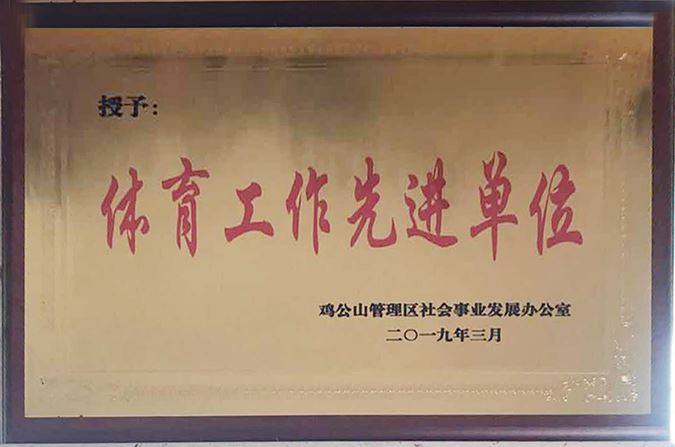 授予：
体育工作先进单位
鸡公山管理区社会事业发展办公室
二〇一九年三月